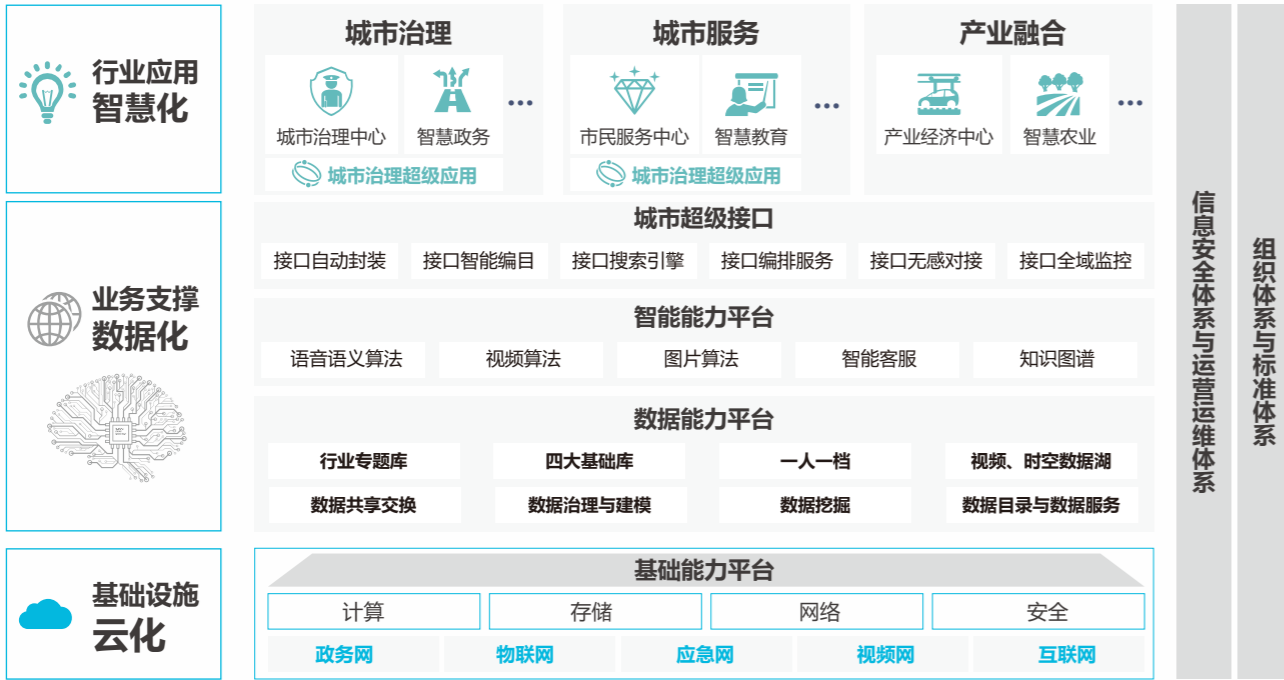 行业应用
智慧化
城市治理
城市治理中心
智慧政务
...
城市治理超级应用
城市服务
市民服务中心
智慧教育
...
城市治理超级应用
产业融合
产业经济中心
智慧农业
...
业务支撑
数据化
城市超级接口
接口自动封装
接口智能编目
接口搜索引擎
接口编排服务
接口无感对接
接口全域监控
智能能力平台
语音语义算法
视频算法
图片算法
智能客服
知识图谱
数据能力平台
行业专题库
四大基础库
一人一档
视频、时空数据湖
数据共享交换
数据治理与建模
数据挖掘
数据目录与数据服务
基础设施
云化
基础能力平台
计算
存储
网络
安全
政务网
物联网
应急网
视频网
互联网
信息安全体系与运营运维体系
组织体系与标准体系